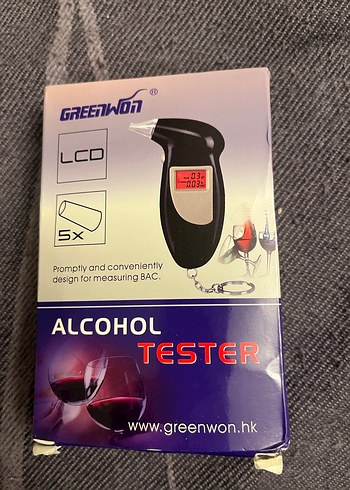 GREENWON®
LCD
5x
Promptly and conveniently
design for measuring BAC.
ALCOHOL
TESTER
www.greenwon.hk